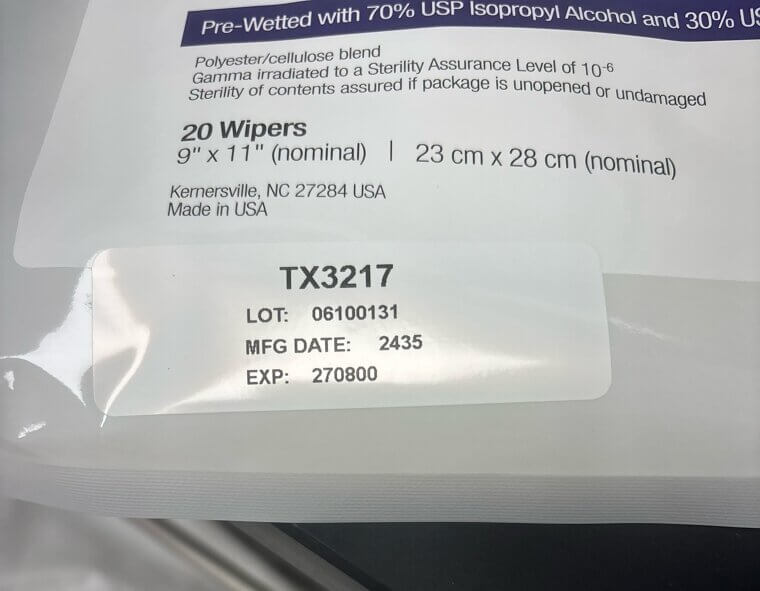 Pre-Wetted with 70% USP Isopropyl Alcohol and 30%
Polyester/cellulose blend
Gamma irradiated to a Sterility Assurance Level of 10-6
Sterility of contents assured if package is unopened or undamaged
20 Wipers
9" x 11" (nominal) | 23 cm x 28 cm (nominal)
Kernersville, NC 27284 USA
Made in USA
TX3217
LOT: 06100131
MFG DATE: 2435
EXP: 270800